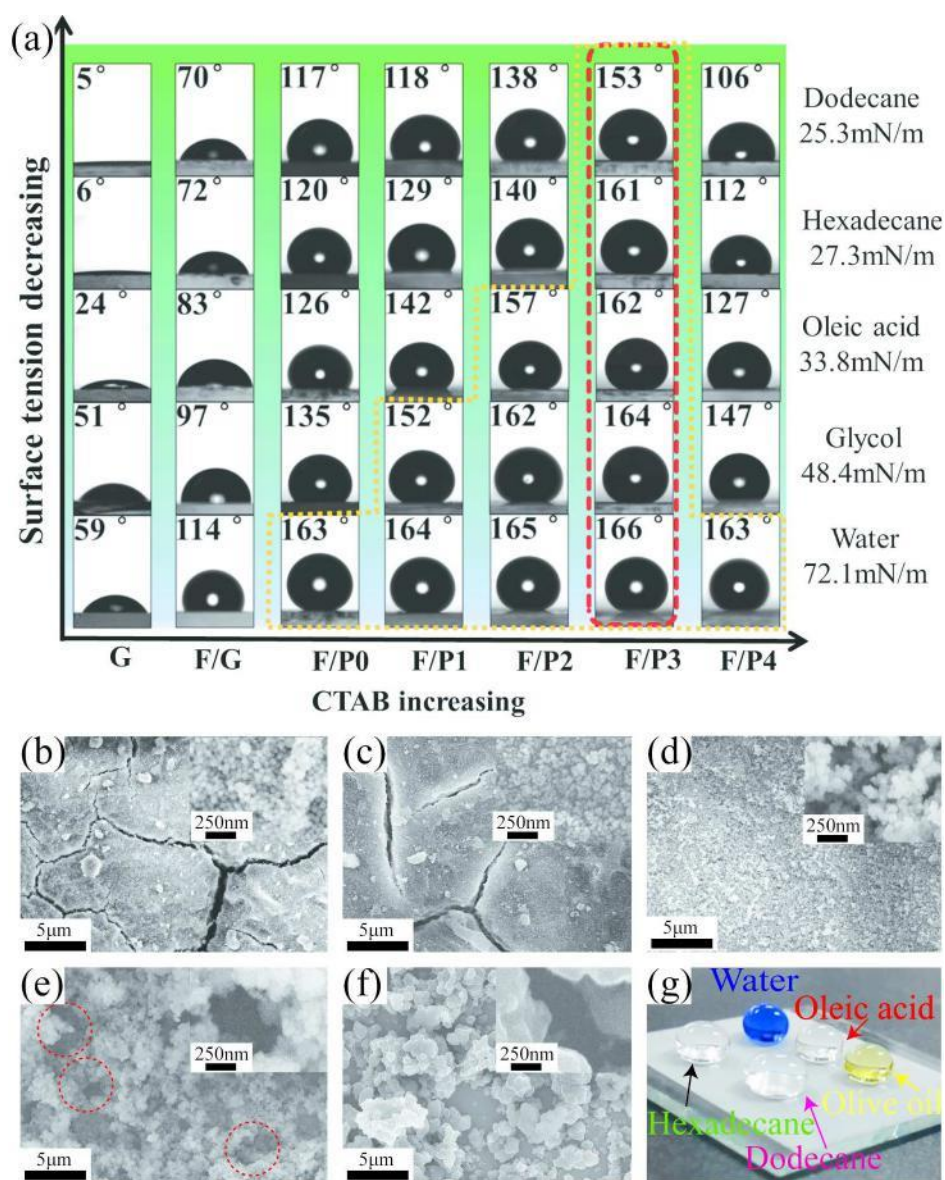 (a)
Surface tension decreasing
5° 70° 117° 118° 138° 153° 106°
Dodecane
25.3mN/m
6° 72° 120° 129° 140° 161° 112°
Hexadecane
27.3mN/m
24° 83° 126° 142° 157° 162° 127°
Oleic acid
33.8mN/m
51° 97° 135° 152° 162° 164° 147°
Glycol
48.4mN/m
59° 114° 163° 164° 165° 166° 163°
Water
72.1mN/m
G F/G F/P0 F/P1 F/P2 F/P3 F/P4
CTAB increasing
(b)
250nm
5μm
(c)
250nm
5μm
(d)
250nm
5μm
(e)
250nm
5μm
(f)
250nm
5μm
(g)
Water
Oleic acid
Olive oil
Hexadecane
Dodecane